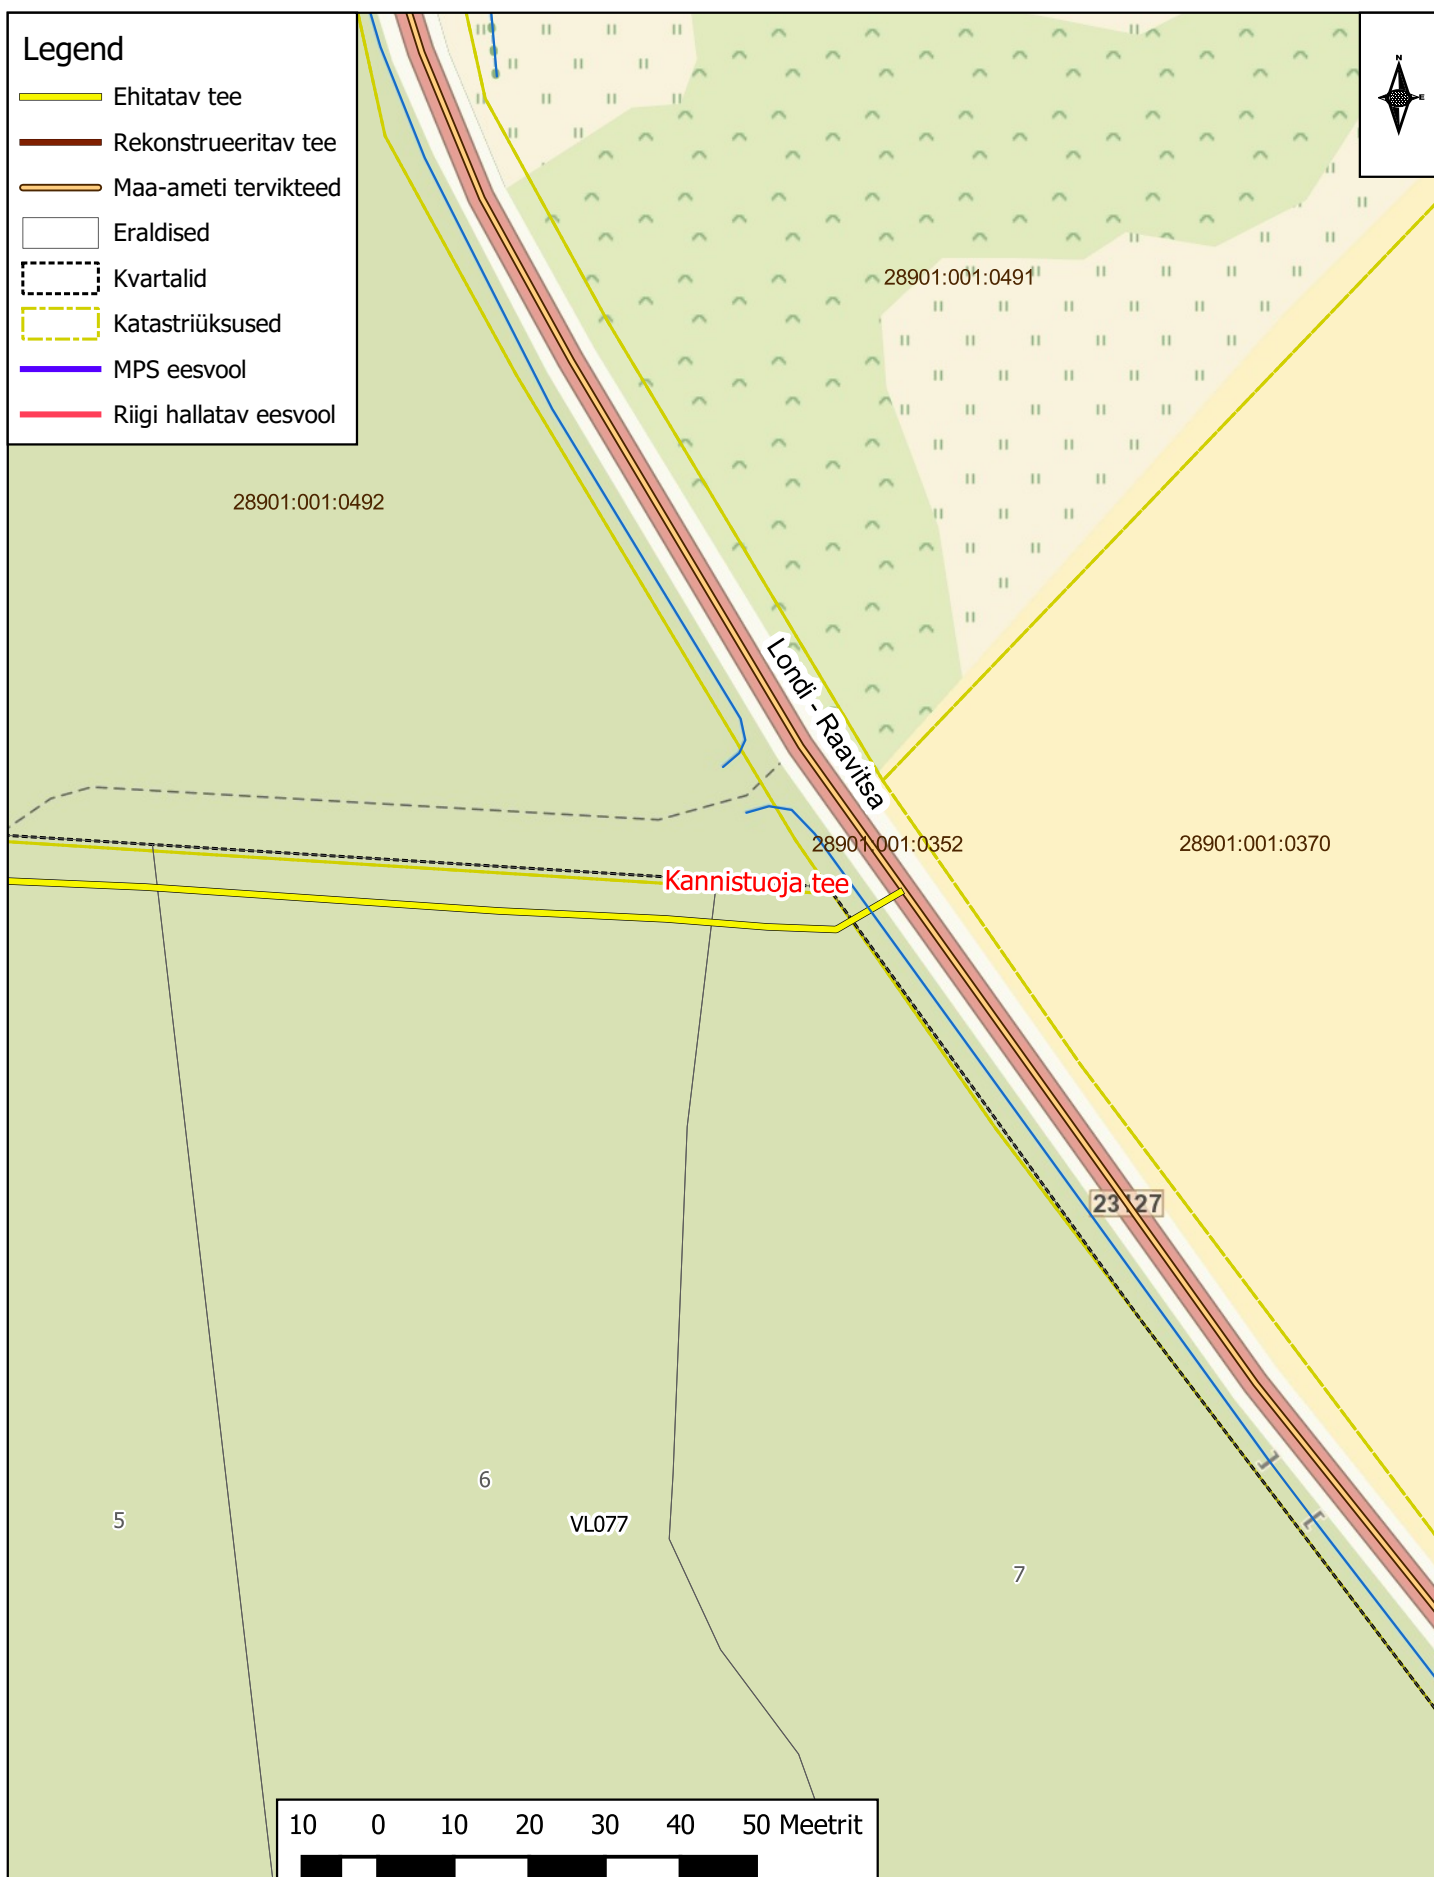 Legend
Ehitatav tee
Rekonstrueeritav tee
Maa-ameti tervikteed
Eraldised
Kvartalid
Katastriüksused
MPS eesvool
Riigi hallatav eesvool
N
E
28901:001:0491
28901:001:0492
Londi - Raavitsa
28901:001:0352
28901:001:0370
Kannistuoja tee
23127
6
5
VL077
7
10 0 10 20 30 40 50 Meetrit